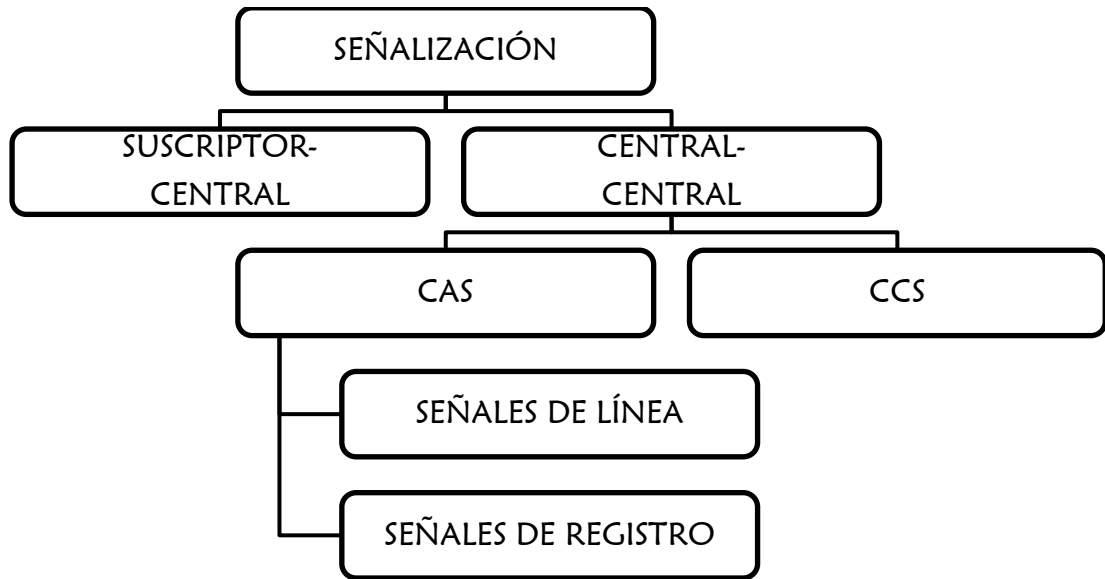 SEÑALIZACIÓN
SUSCRIPTOR-
CENTRAL
CENTRAL-
CENTRAL
CAS
CCS
SEÑALES DE LÍNEA
SEÑALES DE REGISTRO